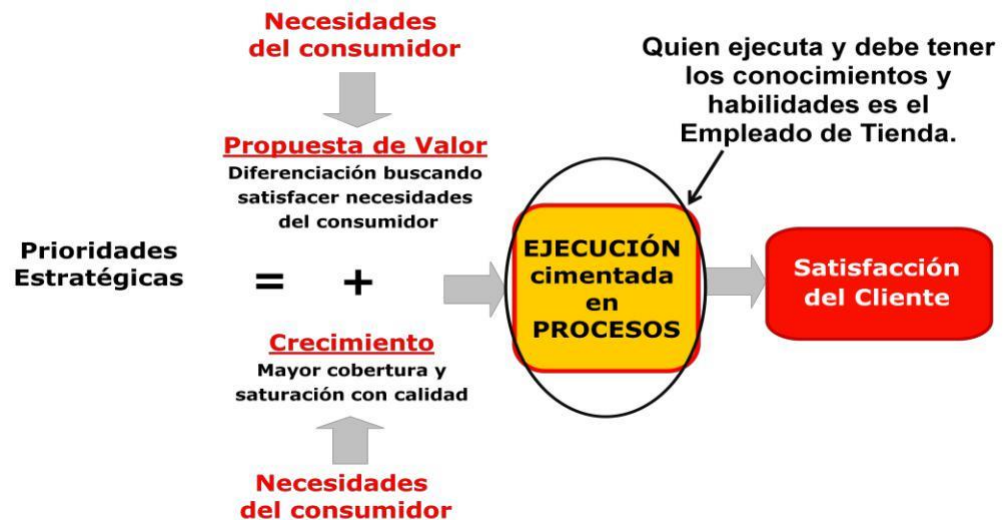 Necesidades
del consumidor
Quien ejecuta y debe tener
los conocimientos y
habilidades es el
Empleado de Tienda.
Propuesta de Valor
Diferenciación buscando
satisfacer necesidades
del consumidor
Prioridades
Estratégicas
= +
EJECUCIÓN
cimentada
en
PROCESOS
Satisfacción
del Cliente
Crecimiento
Mayor cobertura y
saturación con calidad
Necesidades
del consumidor